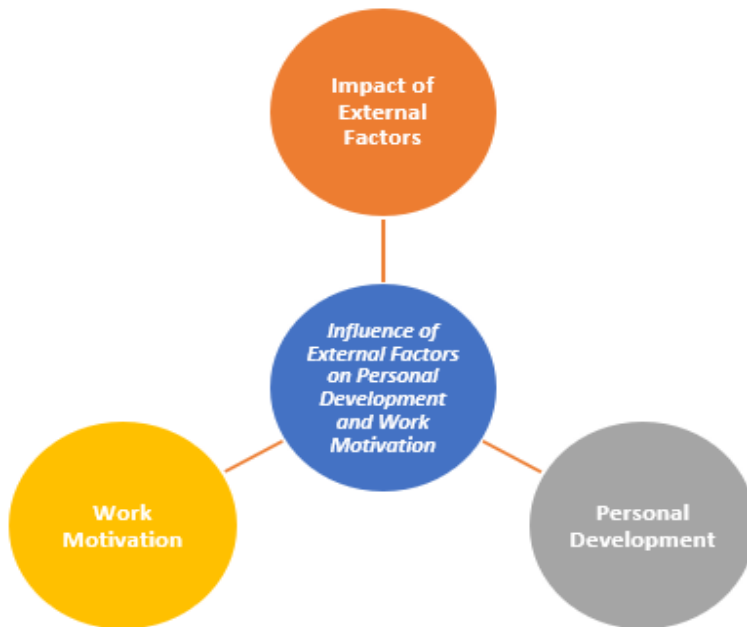 Impact of
External
Factors
Influence of
External Factors
on Personal
Development
and Work
Motivation
Work
Motivation
Personal
Development